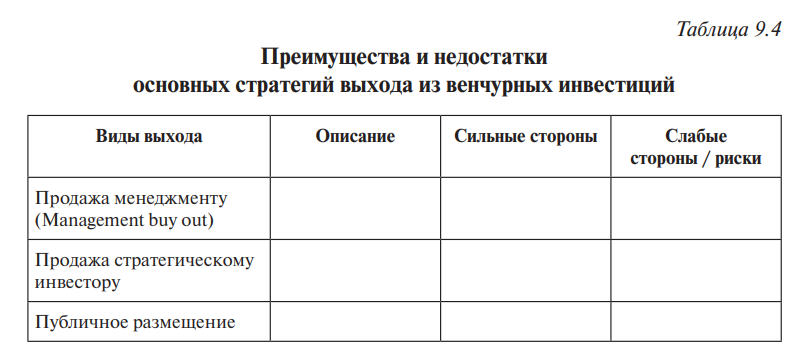 Таблица 9.4
Преимущества и недостатки
основных стратегий выхода из венчурных инвестиций
Виды выхода
Описание
Сильные стороны
Слабые
стороны / риски
Продажа менеджменту
(Management buy out)
Продажа стратегическому
инвестору
Публичное размещение